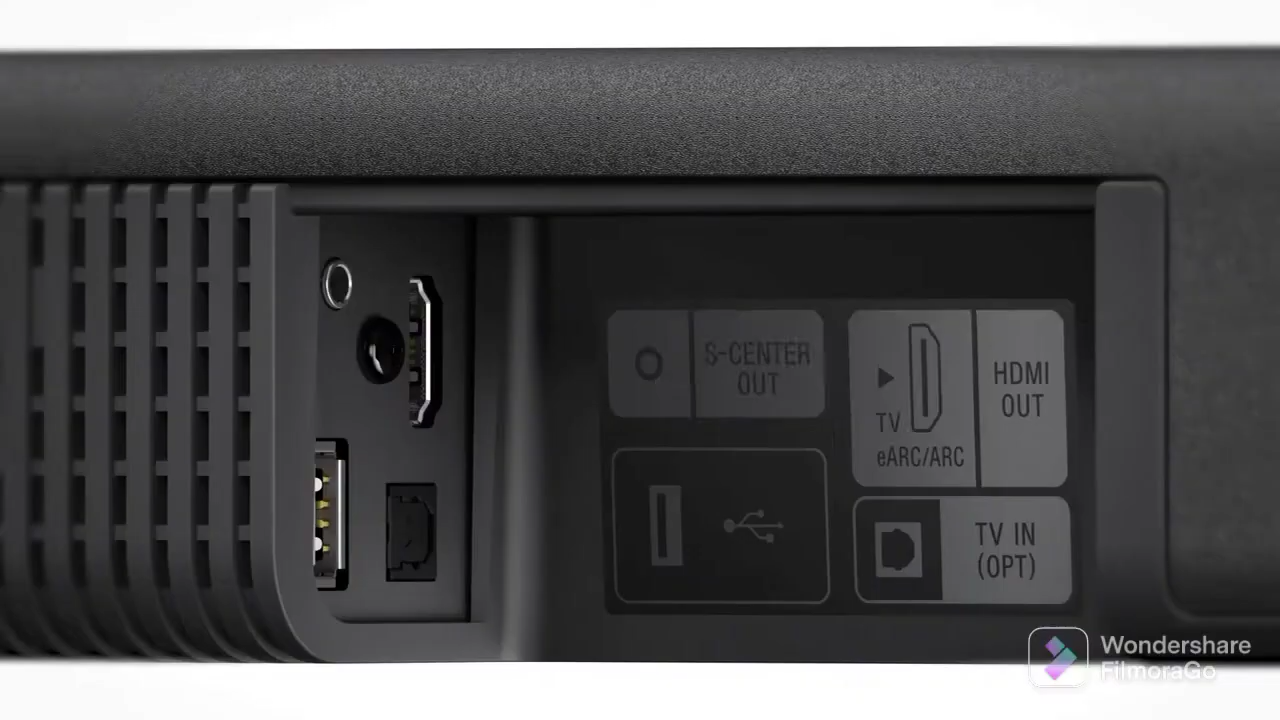 S-CENTER
OUT
TV
eARC/ARC
HDMI
OUT
TV IN
(OPT)
Wondershare
FilmoraGo